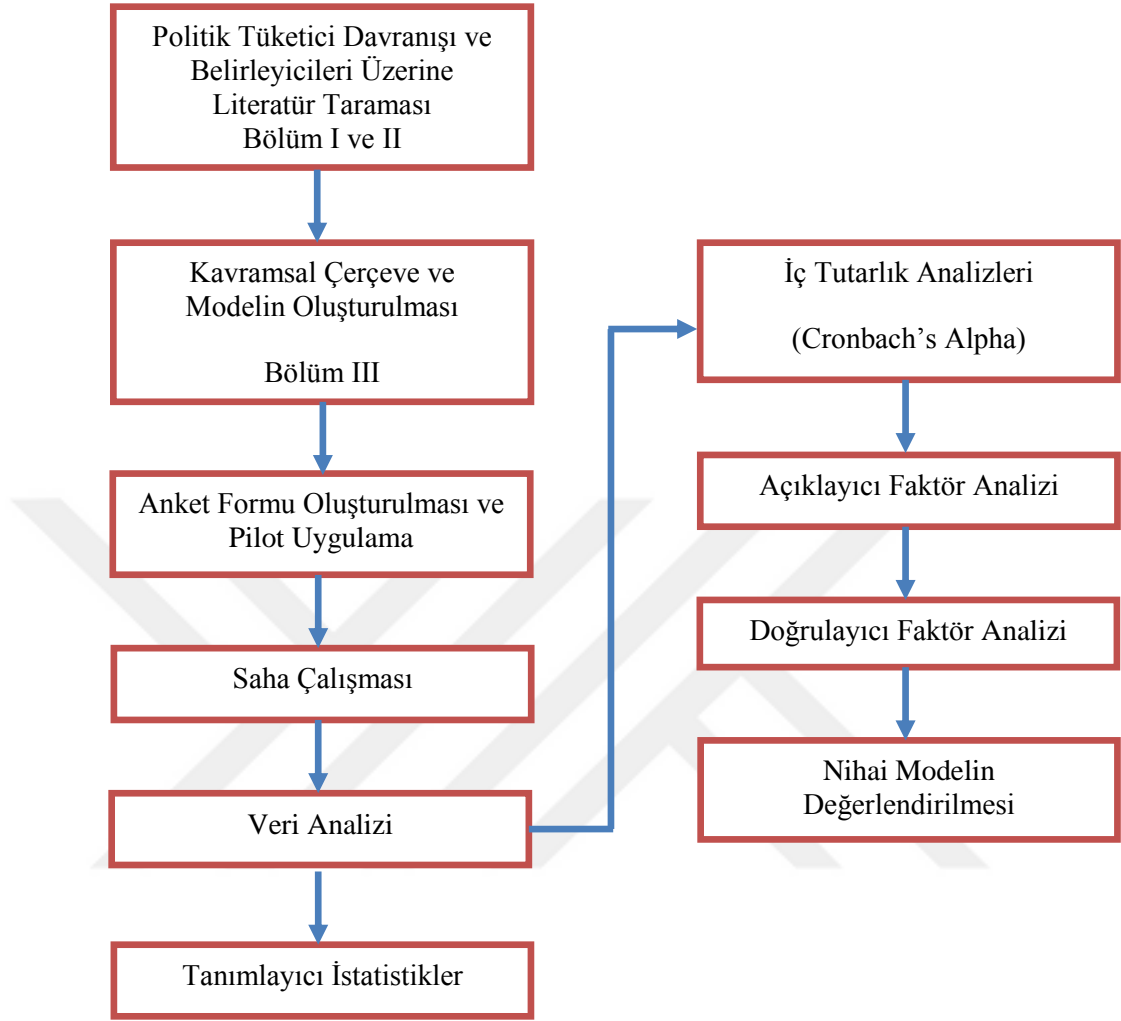 Politik Tüketici Davranışı ve
Belirleyicileri Üzerine
Literatür Taraması
Bölüm I ve II
Kavramsal Çerçeve ve
Modelin Oluşturulması
Bölüm III
Anket Formu Oluşturulması ve
Pilot Uygulama
Saha Çalışması
Veri Analizi
Tanımlayıcı İstatistikler
İç Tutarlık Analizleri
(Cronbach’s Alpha)
Açıklayıcı Faktör Analizi
Doğrulayıcı Faktör Analizi
Nihai Modelin
Değerlendirilmesi